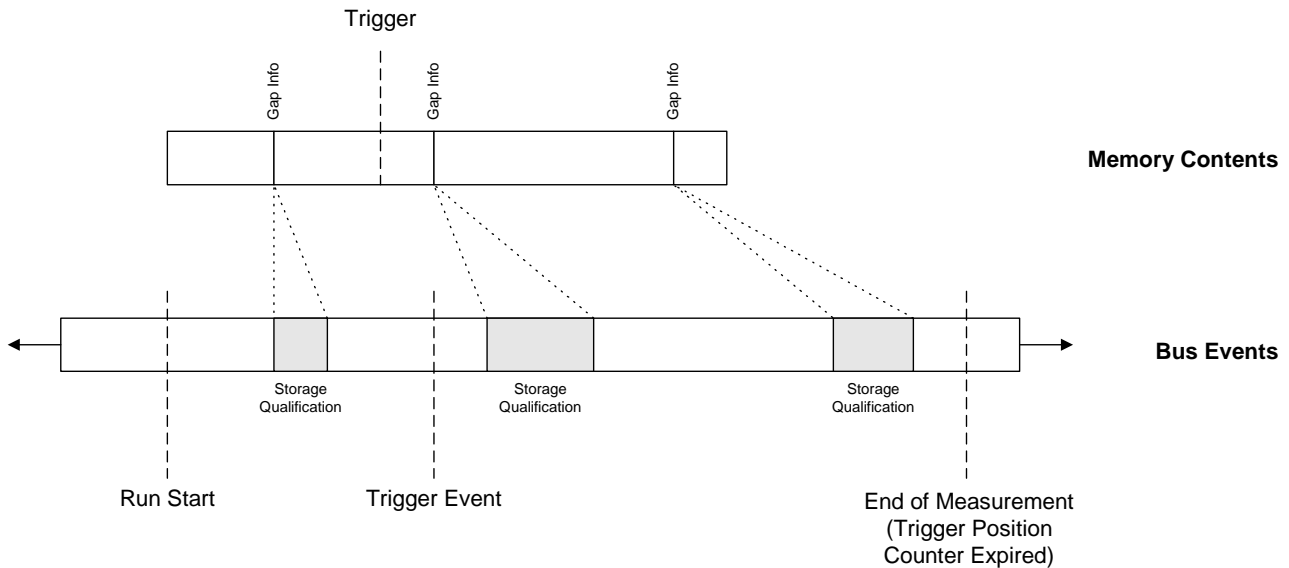 Trigger
Gap Info
Gap Info
Gap Info
Memory Contents
Bus Events
Storage
Qualification
Storage
Qualification
Storage
Qualification
Run Start
Trigger Event
End of Measurement
(Trigger Position
Counter Expired)